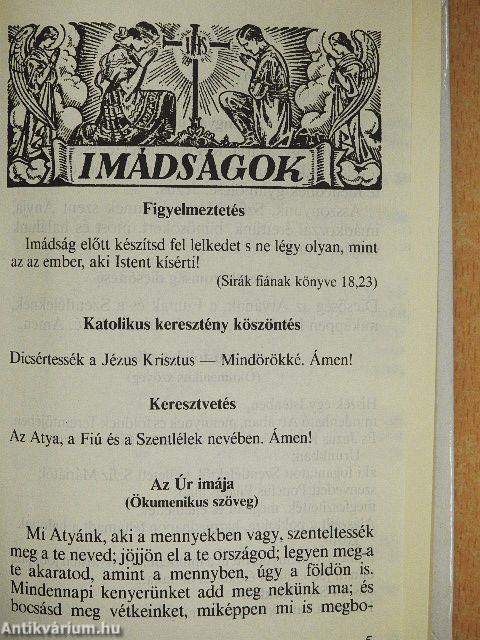 IHS
IMÁDSÁGOK
Figyelmeztetés
Imádság előtt készítsd fel lelkedet s ne légy olyan, mint
az az ember, aki Istent kísérti!
(Sirák fiának könyve 18,23)
Katolikus keresztény köszöntés
Dicsértessék a Jézus Krisztus — Mindörökké. Ámen!
Keresztvetés
Az Atya, a Fiú és a Szentlélek nevében. Ámen!
Az Úr imája
(Ökumenikus szöveg)
Mi Atyánk, aki a mennyekben vagy, szenteltessék
meg a te neved; jöjjön el a te országod; legyen meg a
te akaratod, amint a mennyben, úgy a földön is.
Mindennapi kenyerünket add meg nekünk ma; és
bocsásd meg vétkeinket, miképpen mi is megbo-
5
Antikvárium.hu